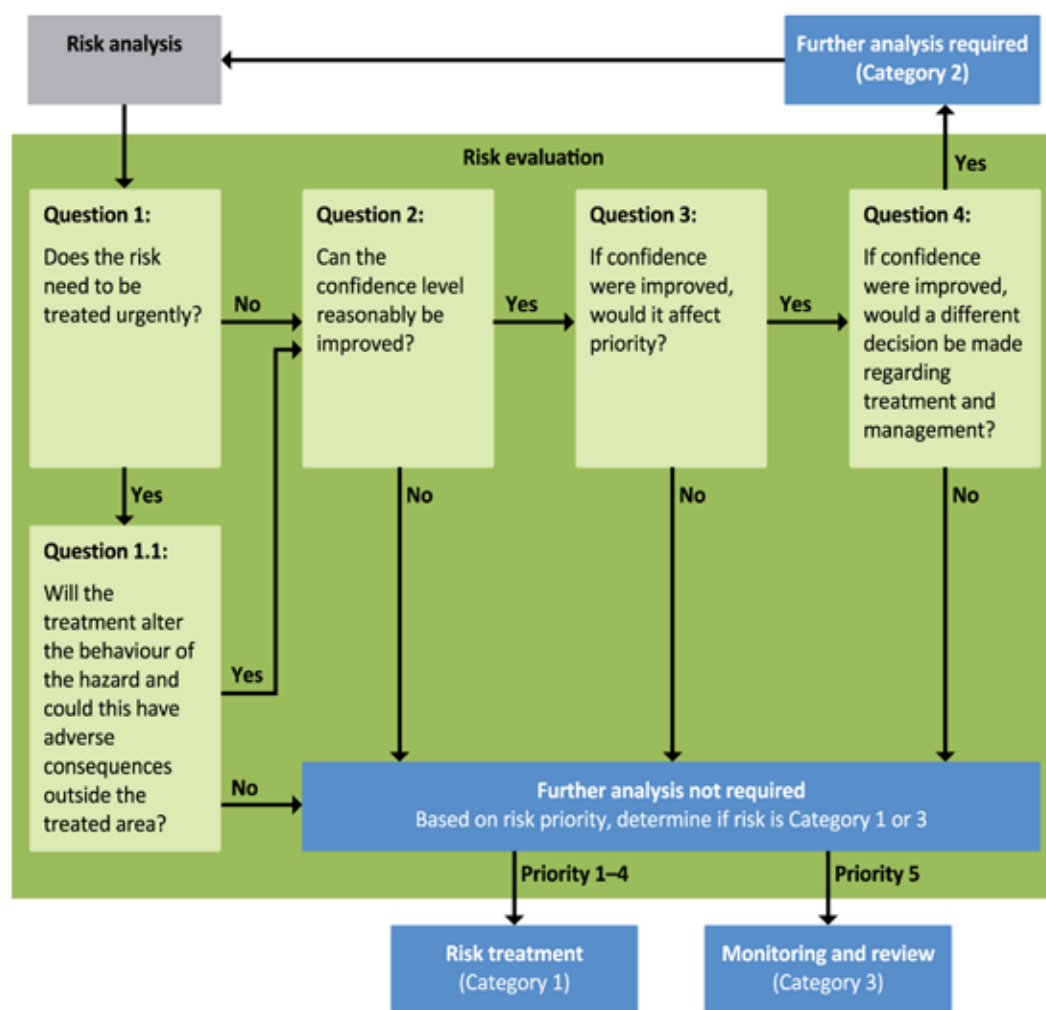 Risk analysis
Further analysis required
(Category 2)
Risk evaluation
Yes
Question 1:
Does the risk
need to be
treated urgently?
No
Question 2:
Can the
confidence level
reasonably be
improved?
Yes
Question 3:
If confidence
were improved,
would it affect
priority?
Yes
Question 4:
If confidence
were improved,
would a different
decision be made
regarding
treatment and
management?
Yes
No
No
No
Question 1.1:
Will the
treatment alter
the behaviour of
the hazard and
could this have
adverse
consequences
outside the
treated area?
Yes
No
Further analysis not required
Based on risk priority, determine if risk is Category 1 or 3
Priority 1–4
Priority 5
Risk treatment
(Category 1)
Monitoring and review
(Category 3)